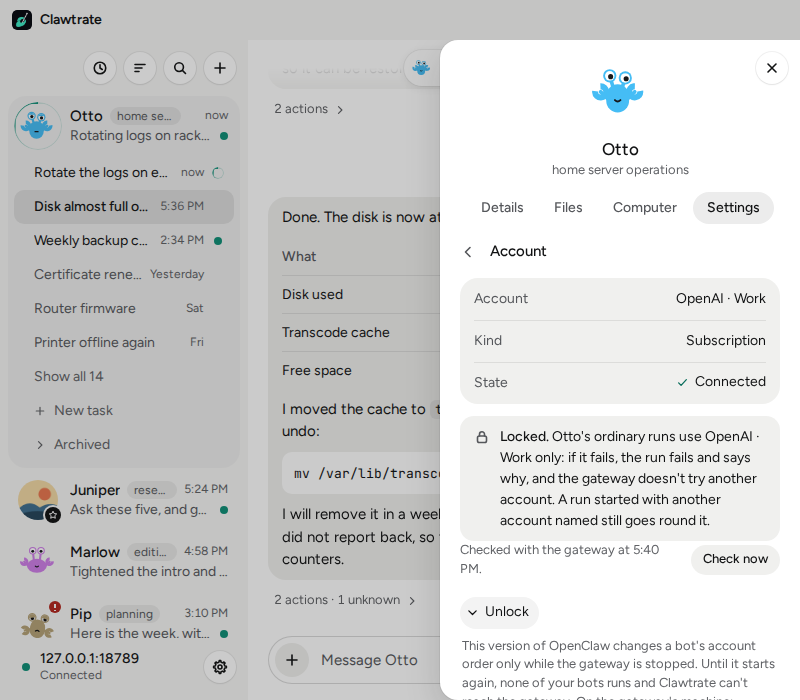 Clawtrate
Otto
home se...
now
Rotating logs on rack...
Rotate the logs on e...
now
Disk almost full o...
5:36 PM
Weekly backup c...
2:34 PM
Certificate rene...
Yesterday
Router firmware
Sat
Printer offline again
Fri
Show all 14
New task
Archived
Juniper
rese...
5:24 PM
Ask these five, and g...
Marlow
editi...
4:58 PM
Tightened the intro and ...
Pip
planning
3:10 PM
Here is the week. wit...
127.0.0.1:18789
Connected
2 actions
Done. The disk is now at
What
Disk used
Transcode cache
Free space
I moved the cache to
undo:
mv /var/lib/transc
I will remove it in a week
did not report back, so
counters.
2 actions · 1 unknown
Message Otto
Otto
home server operations
Details
Files
Computer
Settings
Account
Account
OpenAI · Work
Kind
Subscription
State
Connected
Locked. Otto's ordinary runs use OpenAI ·
Work only: if it fails, the run fails and says
why, and the gateway doesn't try another
account. A run started with another
account named still goes round it.
Checked with the gateway at 5:40
PM.
Check now
Unlock
This version of OpenClaw changes a bot's account
order only while the gateway is stopped. Until it starts
again, none of your bots runs and Clawtrate can't